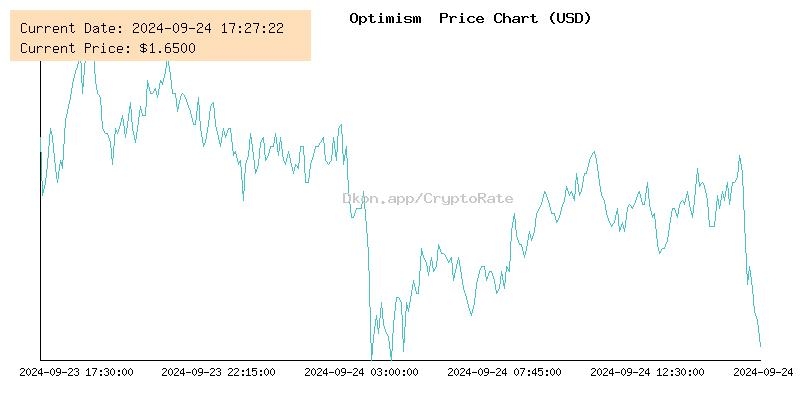 Optimism  Price Chart (USD)
Current Date: 2024-09-24 17:27:22
Current Price: $1.6500
Dkon.app/CryptoRate
2024-09-23 17:30:00 2024-09-23 22:15:00 2024-09-24 03:00:00 2024-09-24 07:45:00 2024-09-24 12:30:00 2024-09-24